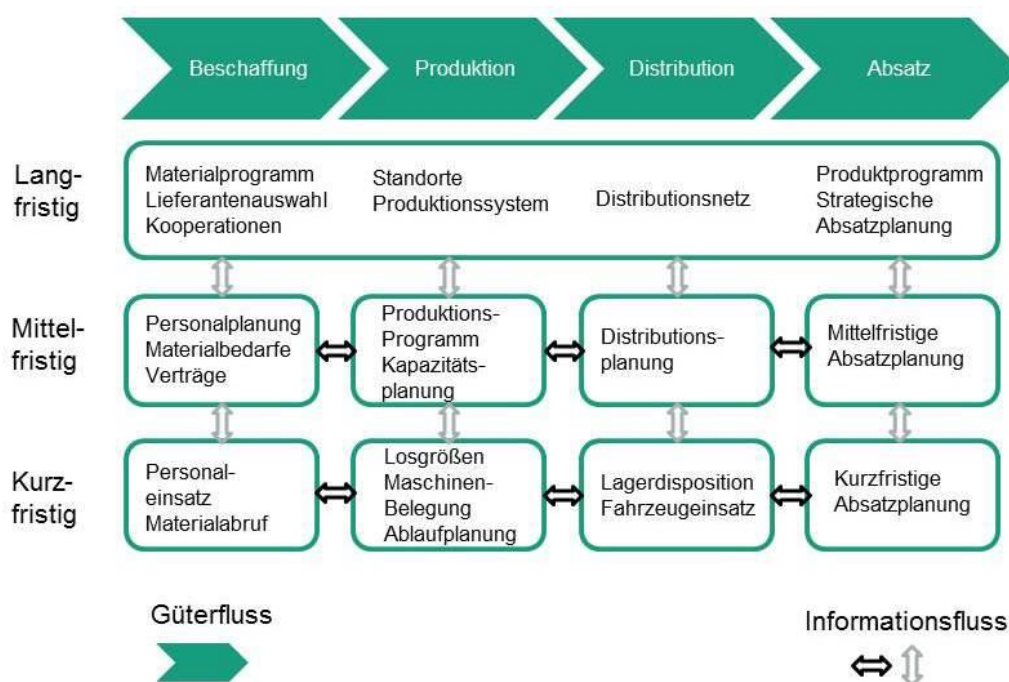 Beschaffung
Produktion
Distribution
Absatz
Lang-
fristig
Materialprogramm
Lieferantenauswahl
Kooperationen
Standorte
Produktionssystem
Distributionsnetz
Produktprogramm
Strategische
Absatzplanung
Mittel-
fristig
Personalplanung
Materialbedarfe
Verträge
Produktions-
Programm
Kapazitäts-
planung
Distributions-
planung
Mittelfristige
Absatzplanung
Kurz-
fristig
Personal-
einsatz
Materialabruf
Losgrößen
Maschinen-
Belegung
Ablaufplanung
Lagerdisposition
Fahrzeugeinsatz
Kurzfristige
Absatzplanung
Güterfluss
Informationsfluss